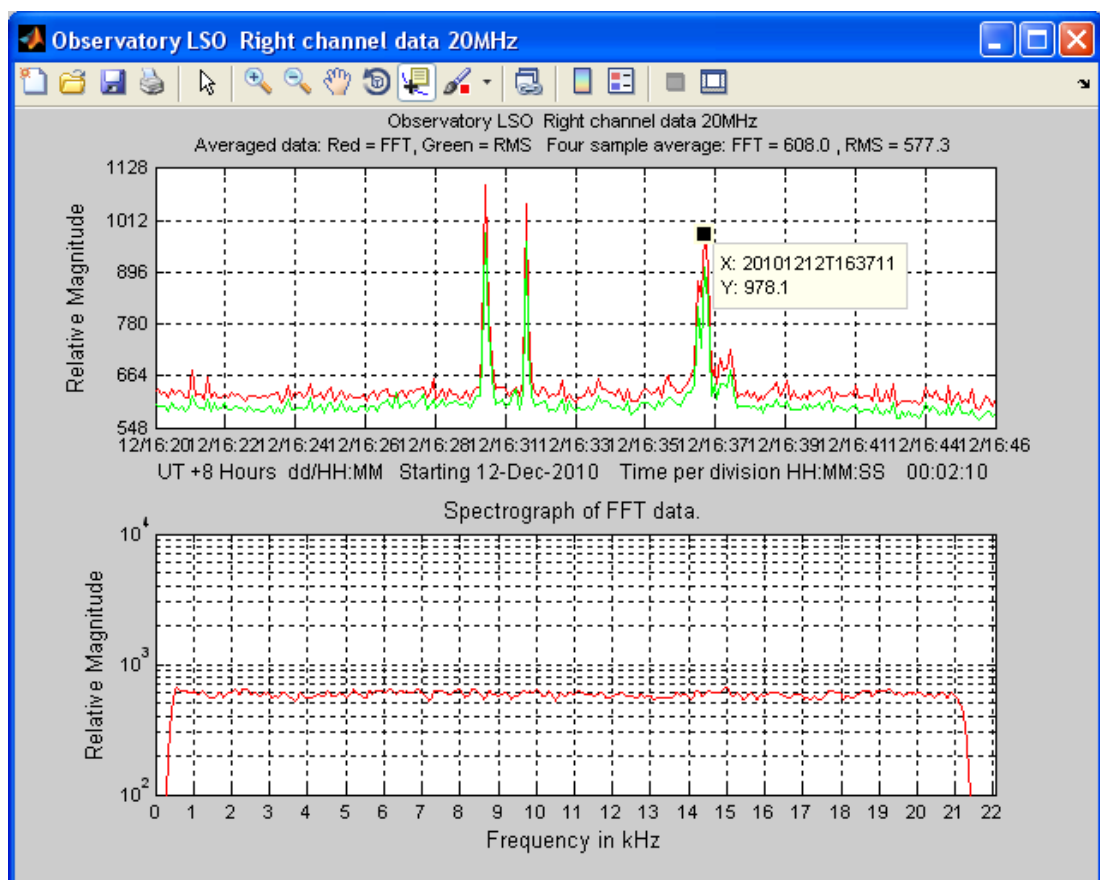 Observatory LSO Right channel data 20MHz
Observatory LSO Right channel data 20MHz
Averaged data: Red = FFT, Green = RMS Four sample average: FFT = 608.0 , RMS = 577.3
Relative Magnitude
1128
1012
896
780
664
548
X: 20101212T163711
Y: 978.1
12/16:20 12/16:22 12/16:24 12/16:26 12/16:28 12/16:31 12/16:33 12/16:35 12/16:37 12/16:39 12/16:41 12/16:44 12/16:46
UT +8 Hours dd/HH:MM Starting 12-Dec-2010 Time per division HH:MM:SS 00:02:10
Spectrograph of FFT data.
Relative Magnitude
10^4
10^3
10^2
0 1 2 3 4 5 6 7 8 9 10 11 12 13 14 15 16 17 18 19 20 21 22
Frequency in kHz